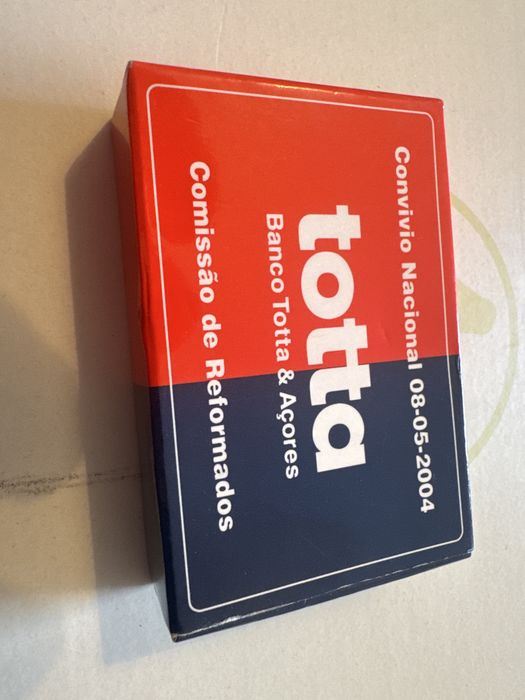 Convivio Nacional 08-05-2004
totta
Banco Totta & Açores
Comissão de Reformados